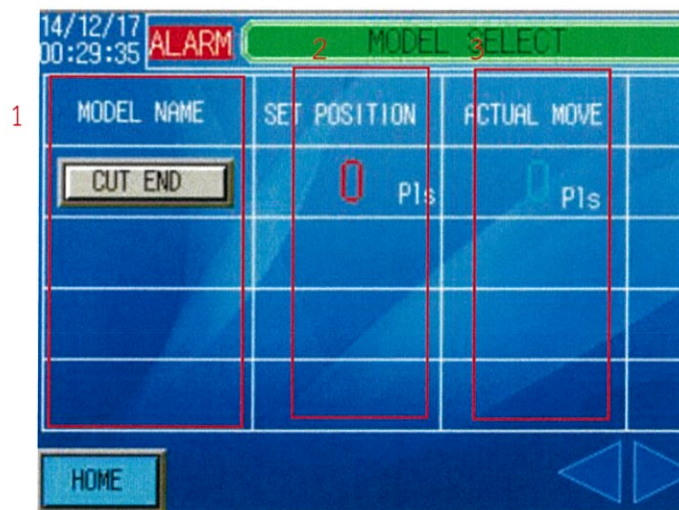 14/12/17
00:29:35
ALARM
MODEL SELECT
1
2
3
MODEL NAME
SET POSITION
ACTUAL MOVE
CUT END
0 Pls
0 Pls
HOME